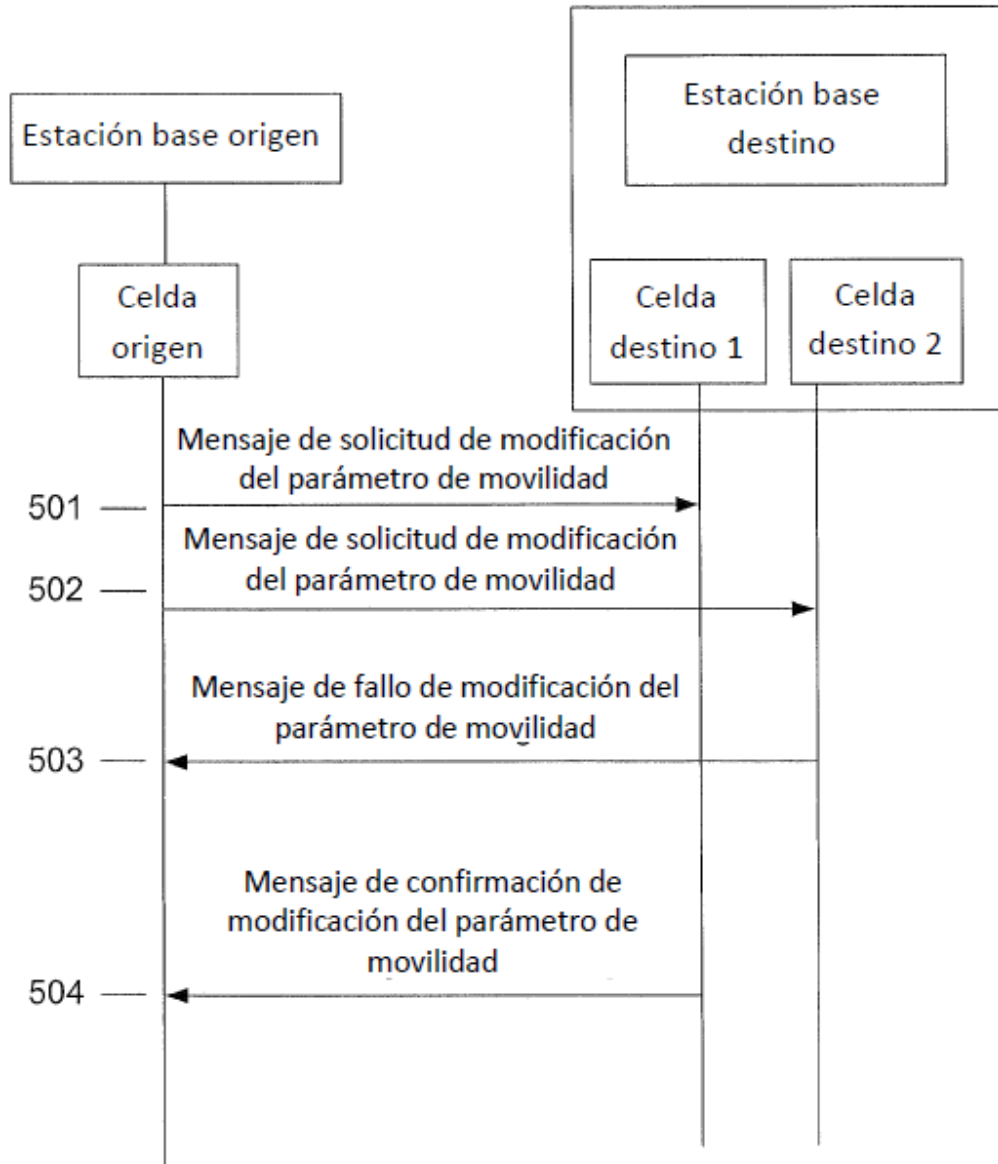 Estación base origen
Estación base
destino
Celda
origen
Celda
destino 1
Celda
destino 2
Mensaje de solicitud de modificación
del parámetro de movilidad
501
Mensaje de solicitud de modificación
del parámetro de movilidad
502
Mensaje de fallo de modificación del
parámetro de movilidad
503
Mensaje de confirmación de
modificación del parámetro de
movilidad
504